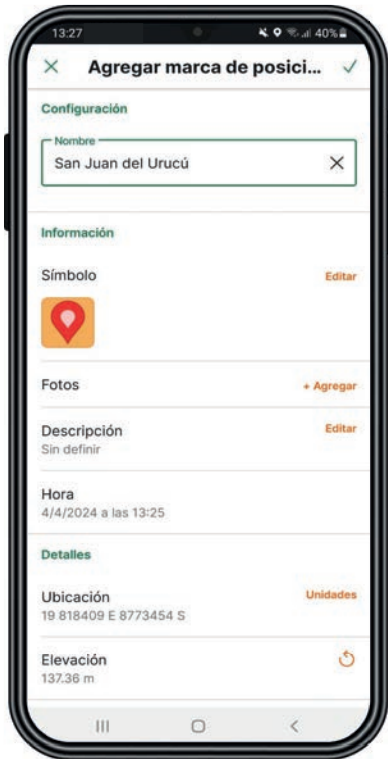 13:27 40%
Agregar marca de posici...
Configuración
Nombre
San Juan del Urucú
Información
Símbolo Editar
Fotos + Agregar
Descripción Editar
Sin definir
Hora
4/4/2024 a las 13:25
Detalles
Ubicación Unidades
19 818409 E 8773454 S
Elevación
137.36 m